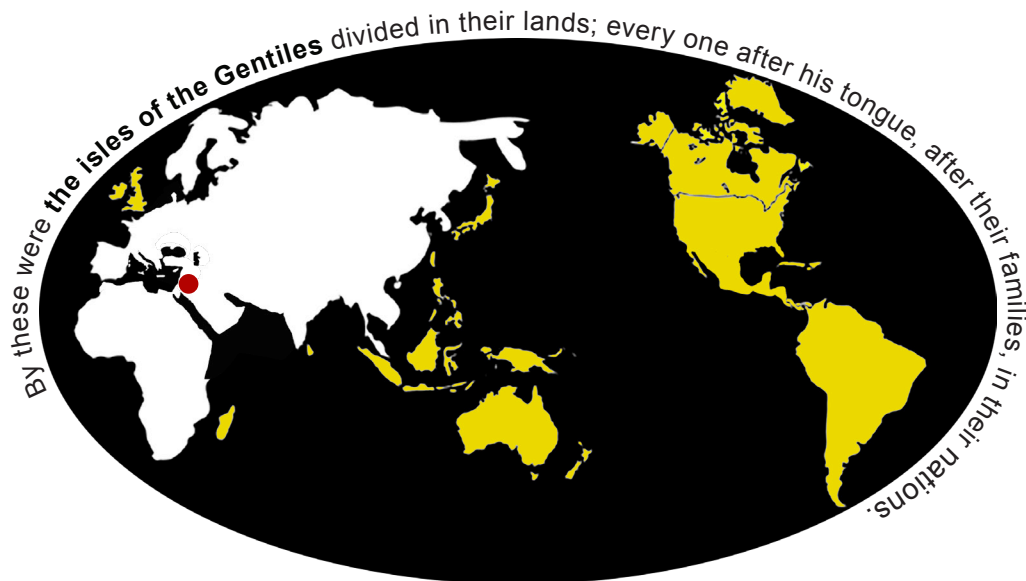 By these were the isles of the Gentiles divided in their lands; every one after his tongue, after their families, in their nations.